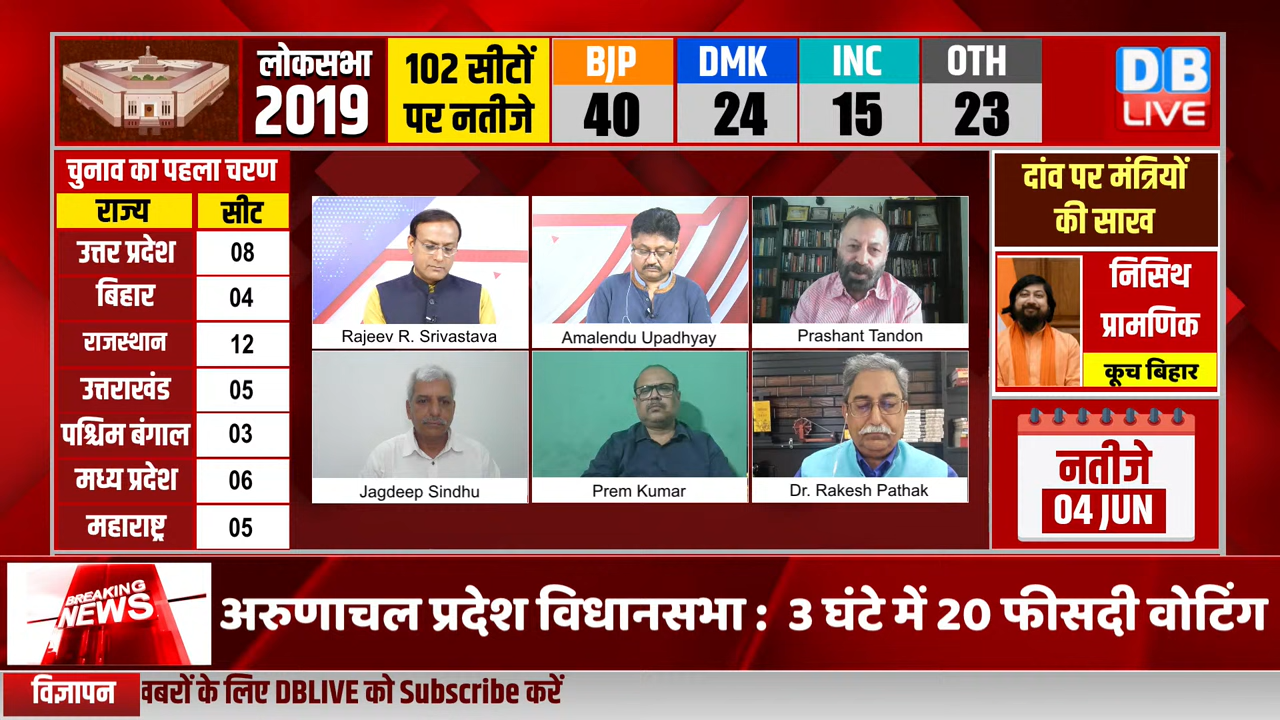 लोकसभा
2019
102 सीटों
पर नतीजे
BJP
40
DMK
24
INC
15
OTH
23
DB
LIVE
चुनाव का पहला चरण
राज्य सीट
उत्तर प्रदेश 08
बिहार 04
राजस्थान 12
उत्तराखंड 05
पश्चिम बंगाल 03
मध्य प्रदेश 06
महाराष्ट्र 05
Rajeev R. Srivastava
Amalendu Upadhyay
Prashant Tandon
Jagdeep Sindhu
Prem Kumar
Dr. Rakesh Pathak
दांव पर मंत्रियों
की साख
निसिथ
प्रामणिक
कूच बिहार
नतीजे
04 JUN
BREAKING
NEWS
अरुणाचल प्रदेश विधानसभा : 3 घंटे में 20 फीसदी वोटिंग
विज्ञापन
के लिए DBLIVE को Subscribe करें